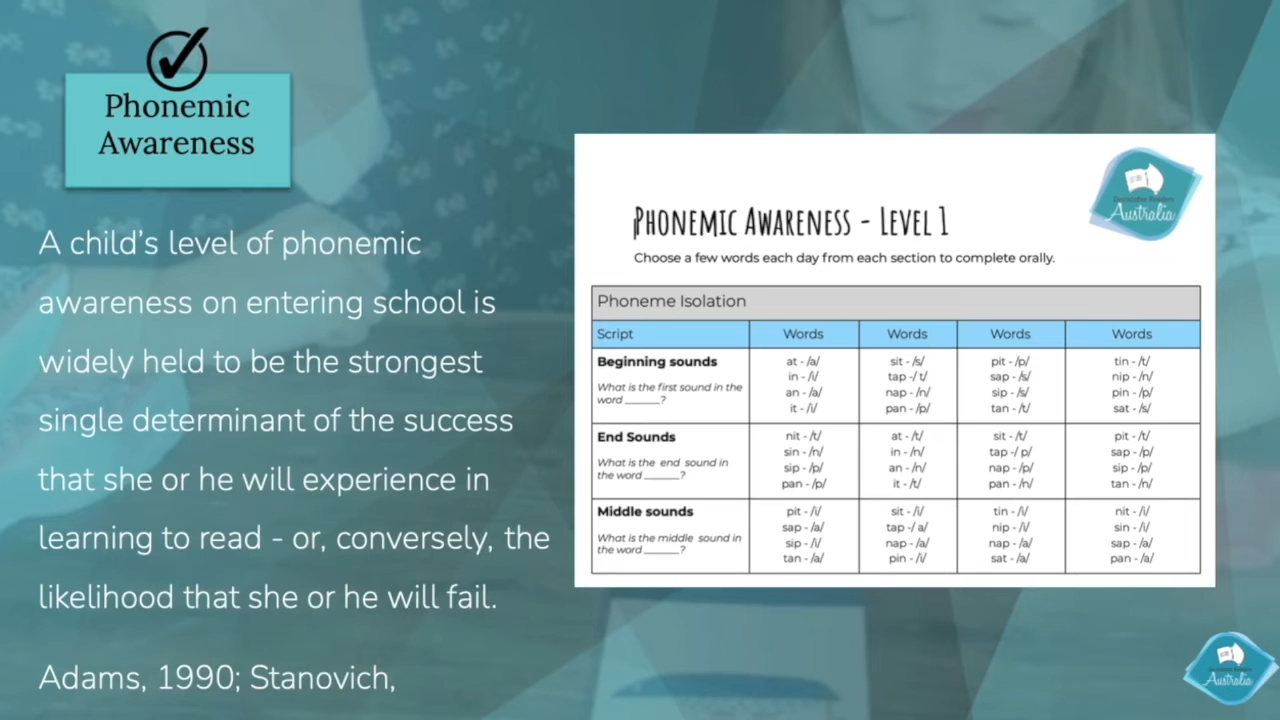 Phonemic
Awareness
A child's level of phonemic
awareness on entering school is
widely held to be the strongest
single determinant of the success
that she or he will experience in
learning to read - or, conversely, the
likelihood that she or he will fail.
Adams, 1990; Stanovich,
Decodable Readers
Australia
PHONEMIC AWARENESS - LEVEL 1
Choose a few words each day from each section to complete orally.
Phoneme Isolation
Script Words Words Words Words
Beginning sounds
What is the first sound in the
word ______?
at - /a/ sit - /s/ pit - /p/ tin - /t/
in - /i/ tap -/ t/ sap - /s/ nip - /n/
an - /a/ nap - /n/ sip - /s/ pin - /p/
it - /i/ pan - /p/ tan - /t/ sat - /s/
End Sounds
What is the end sound in
the word ______?
nit - /t/ at - /t/ sit - /t/ pit - /t/
sin - /n/ in - /n/ tap -/ p/ sap - /p/
sip - /p/ an - /n/ nap - /p/ sip - /p/
pan - /p/ it - /t/ pan - /n/ tan - /n/
Middle sounds
What is the middle sound in
the word ______?
pit - /i/ sit - /i/ tin - /i/ nit - /i/
sap - /a/ tap -/ a/ nip - /i/ sin - /i/
sip - /i/ nap - /a/ nap - /a/ sap - /a/
tan - /a/ pin - /i/ sat - /a/ pan - /a/
Decodable Readers
Australia